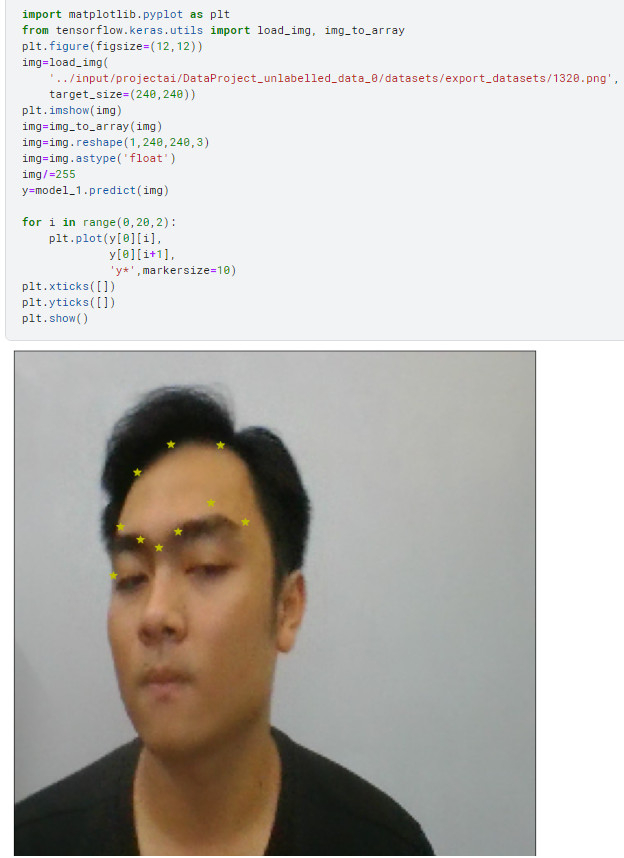 import matplotlib.pyplot as plt
from tensorflow.keras.utils import load_img, img_to_array
plt.figure(figsize=(12,12))
img=load_img(
    '../input/projectai/DataProject_unlabelled_data_0/datasets/export_datasets/1320.png',
    target_size=(240,240))
plt.imshow(img)
img=img_to_array(img)
img=img.reshape(1,240,240,3)
img=img.astype('float')
img/=255
y=model_1.predict(img)
for i in range(0,20,2):
    plt.plot(y[0][i],
             y[0][i+1],
             'y*',markersize=10)
plt.xticks([])
plt.yticks([])
plt.show()